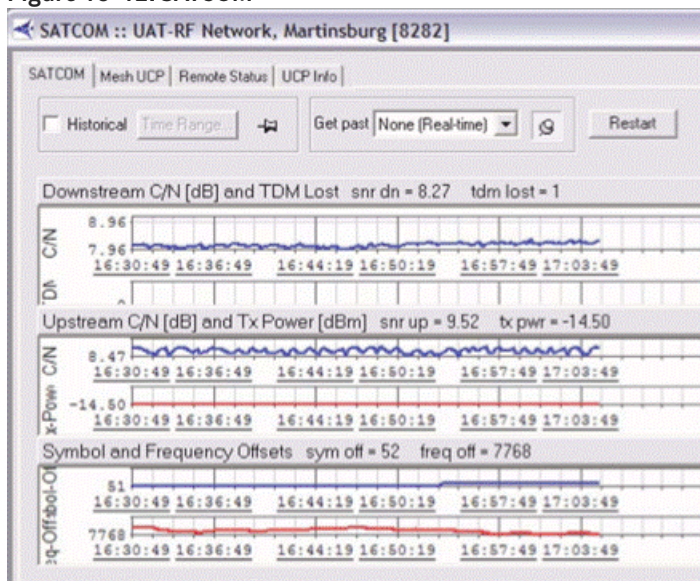 SATCOM :: UAT-RF Network, Martinsburg [8282]
SATCOM Mesh UCP Remote Status UCP Info
Historical Time Range... Get past None (Real-time) Restart
Downstream C/N [dB] and TDM Lost snr dn = 8.27 tdm lost = 1
C/N
8.96
7.96
16:30:49 16:36:49 16:44:19 16:50:19 16:57:49 17:03:49
Upstream C/N [dB] and Tx Power [dBm] snr up = 9.52 tx pwr = -14.50
C/N
8.47
16:30:49 16:36:49 16:44:19 16:50:19 16:57:49 17:03:49
x-Powe
-14.50
16:30:49 16:36:49 16:44:19 16:50:19 16:57:49 17:03:49
Symbol and Frequency Offsets sym off = 52 freq off = 7768
51
16:30:49 16:36:49 16:44:19 16:50:19 16:57:49 17:03:49
eq-Offs
7768
16:30:49 16:36:49 16:44:19 16:50:19 16:57:49 17:03:49